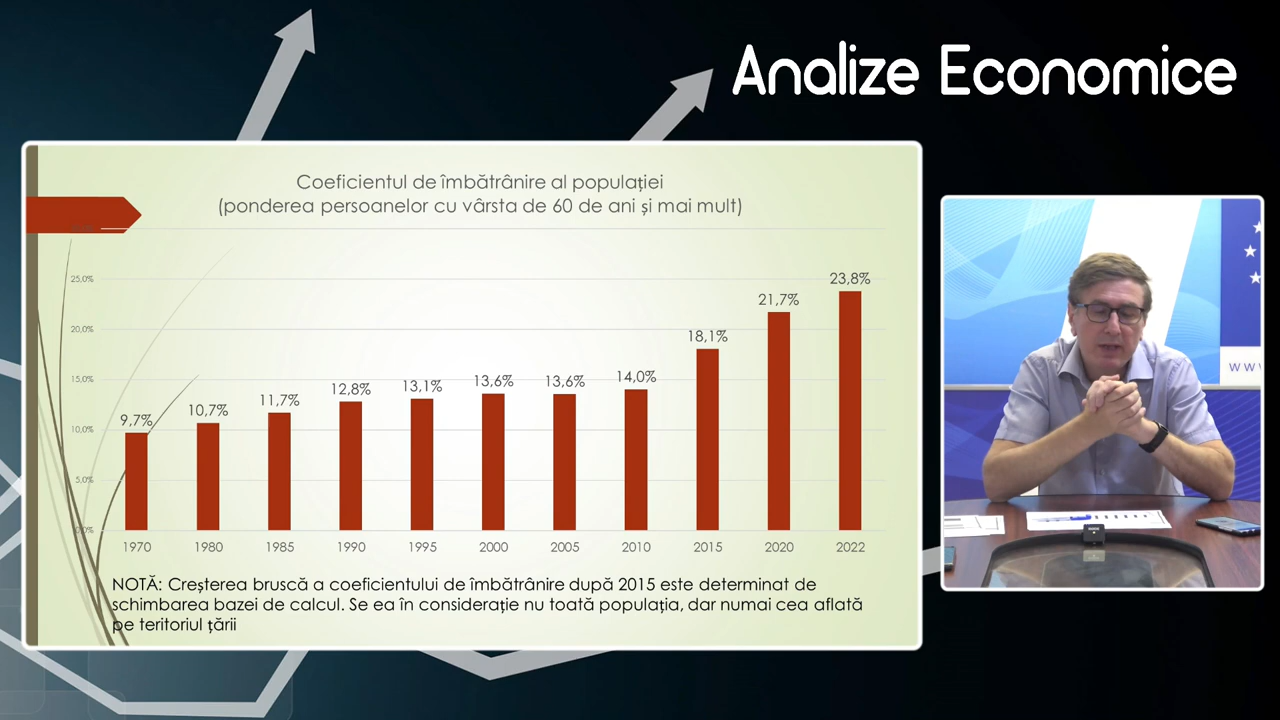 Analize Economice
Coeficientul de îmbătrânire al populației
(ponderea persoanelor cu vârsta de 60 de ani și mai mult)
25,0%
20,0%
15,0%
10,0%
5,0%
0,0%
9,7%
10,7%
11,7%
12,8%
13,1%
13,6%
13,6%
14,0%
18,1%
21,7%
23,8%
1970 1980 1985 1990 1995 2000 2005 2010 2015 2020 2022
NOTĂ: Creșterea bruscă a coeficientului de îmbătrânire după 2015 este determinat de
schimbarea bazei de calcul. Se ea în considerație nu toată populația, dar numai cea aflată
pe teritoriul țării